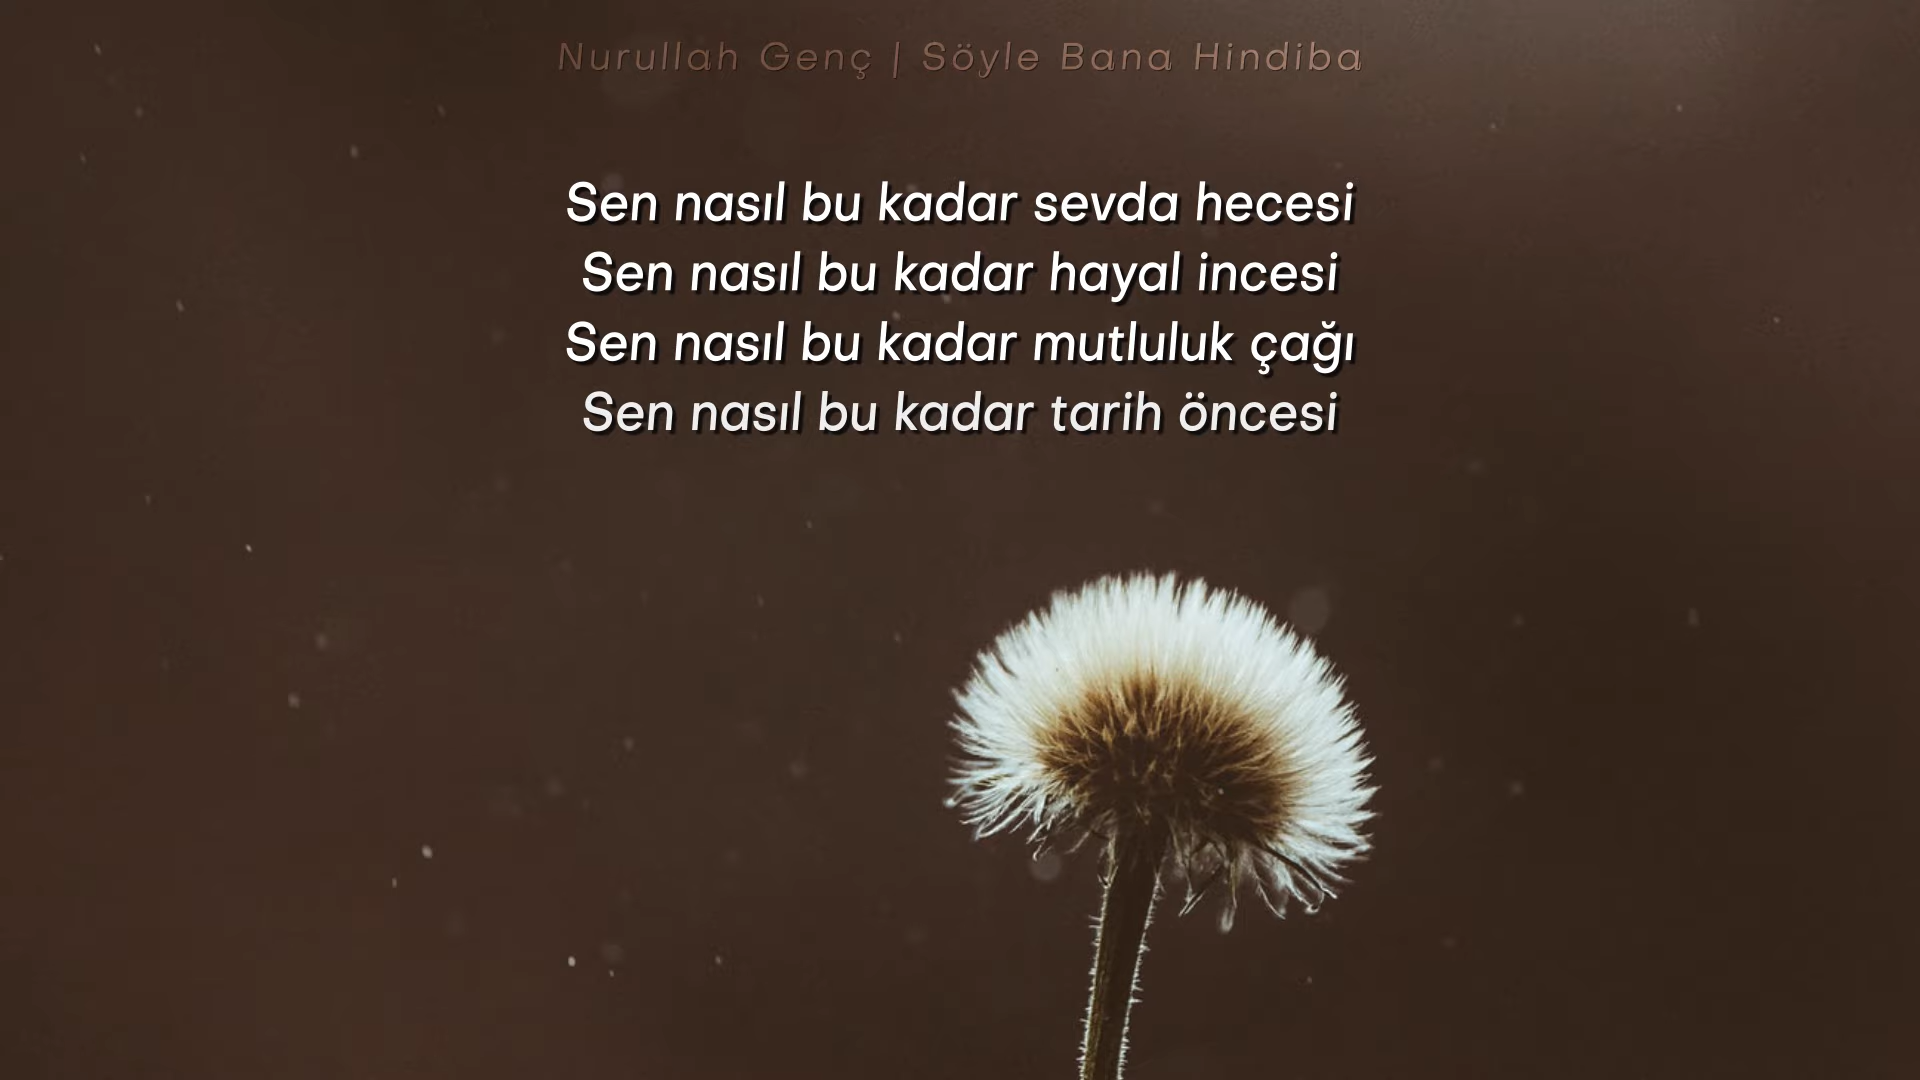 Nurullah Genç | Söyle Bana Hindiba
Sen nasıl bu kadar sevda hecesi
Sen nasıl bu kadar hayal incesi
Sen nasıl bu kadar mutluluk çağı
Sen nasıl bu kadar tarih öncesi